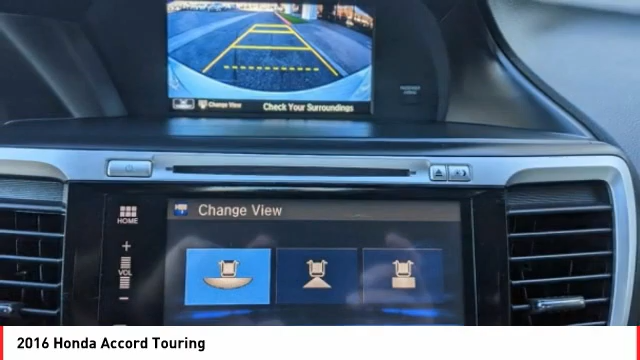 Change View
Check Your Surroundings
HOME
Change View
+
VOL
-
2016 Honda Accord Touring